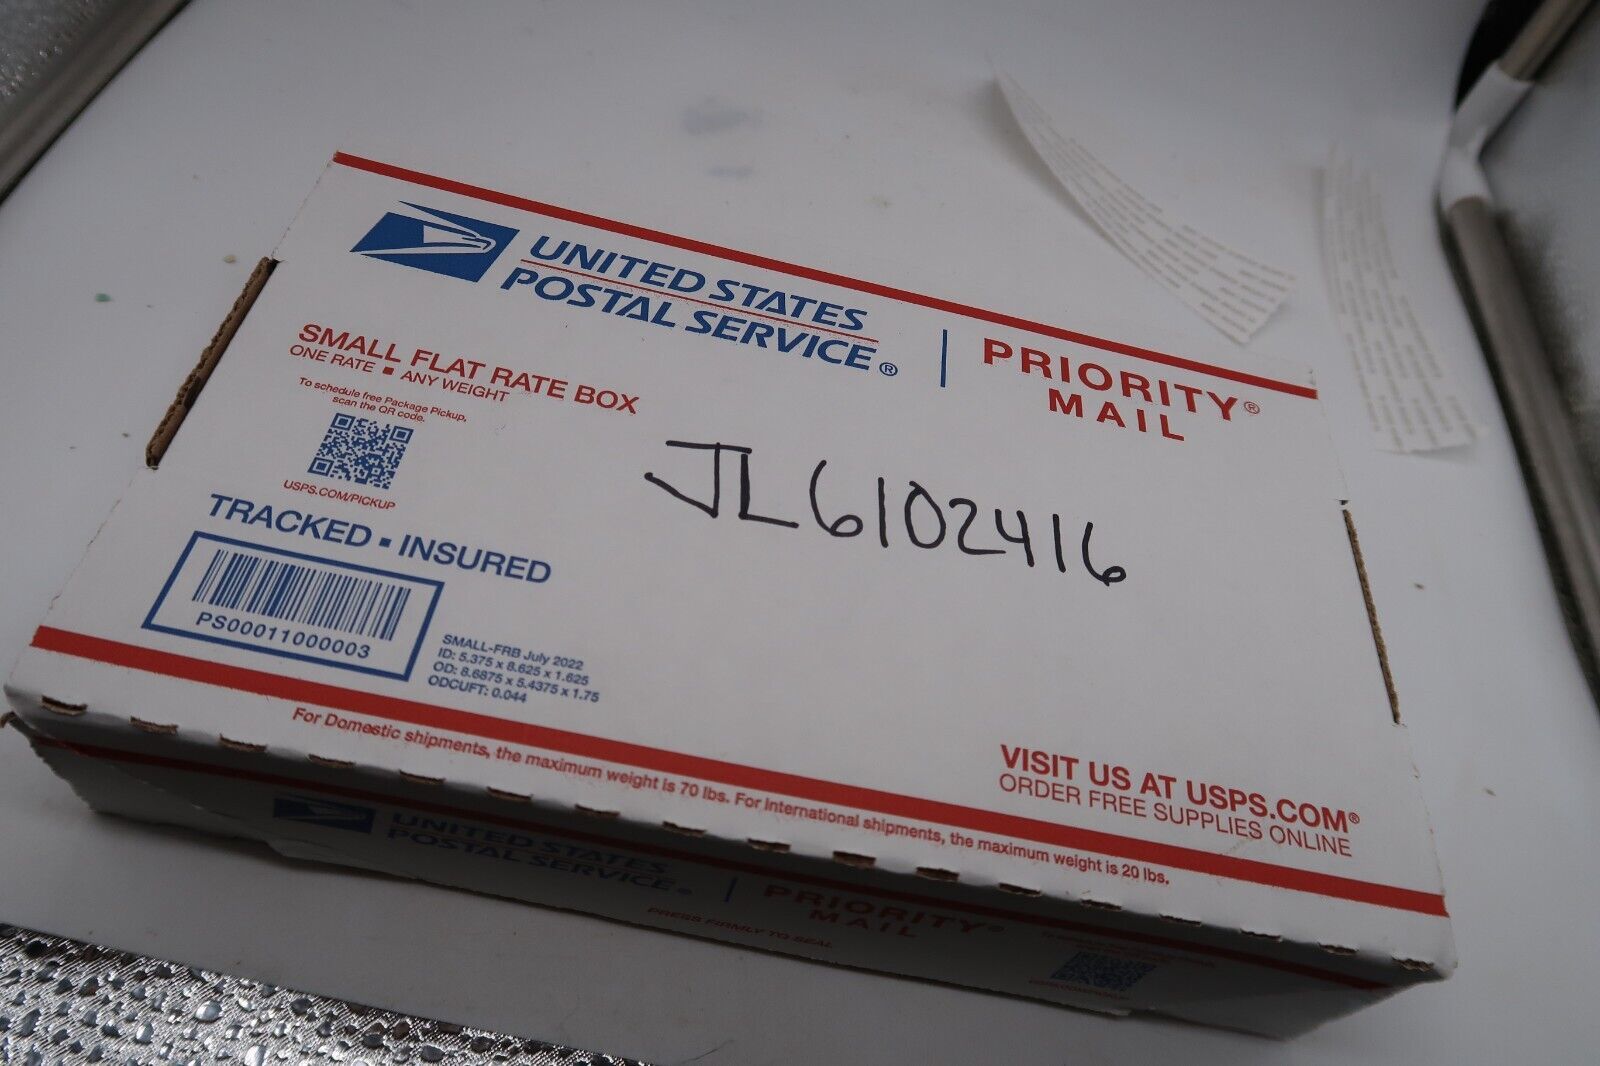 UNITED STATES
POSTAL SERVICE®
PRIORITY®
MAIL
SMALL FLAT RATE BOX
ONE RATE ▪ ANY WEIGHT
To schedule free Package Pickup,
scan the QR code.
USPS.COM/PICKUP
JL6102416
TRACKED ▪ INSURED
PS00011000003
SMALL-FRB July 2022
ID: 5.375 x 8.625 x 1.625
OD: 8.6875 x 5.4375 x 1.75
ODCUFT: 0.044
VISIT US AT USPS.COM®
ORDER FREE SUPPLIES ONLINE
For Domestic shipments, the maximum weight is 70 lbs. For International shipments, the maximum weight is 20 lbs.
UNITED STATES
POSTAL SERVICE®
PRIORITY®
MAIL
PRESS FIRMLY TO SEAL